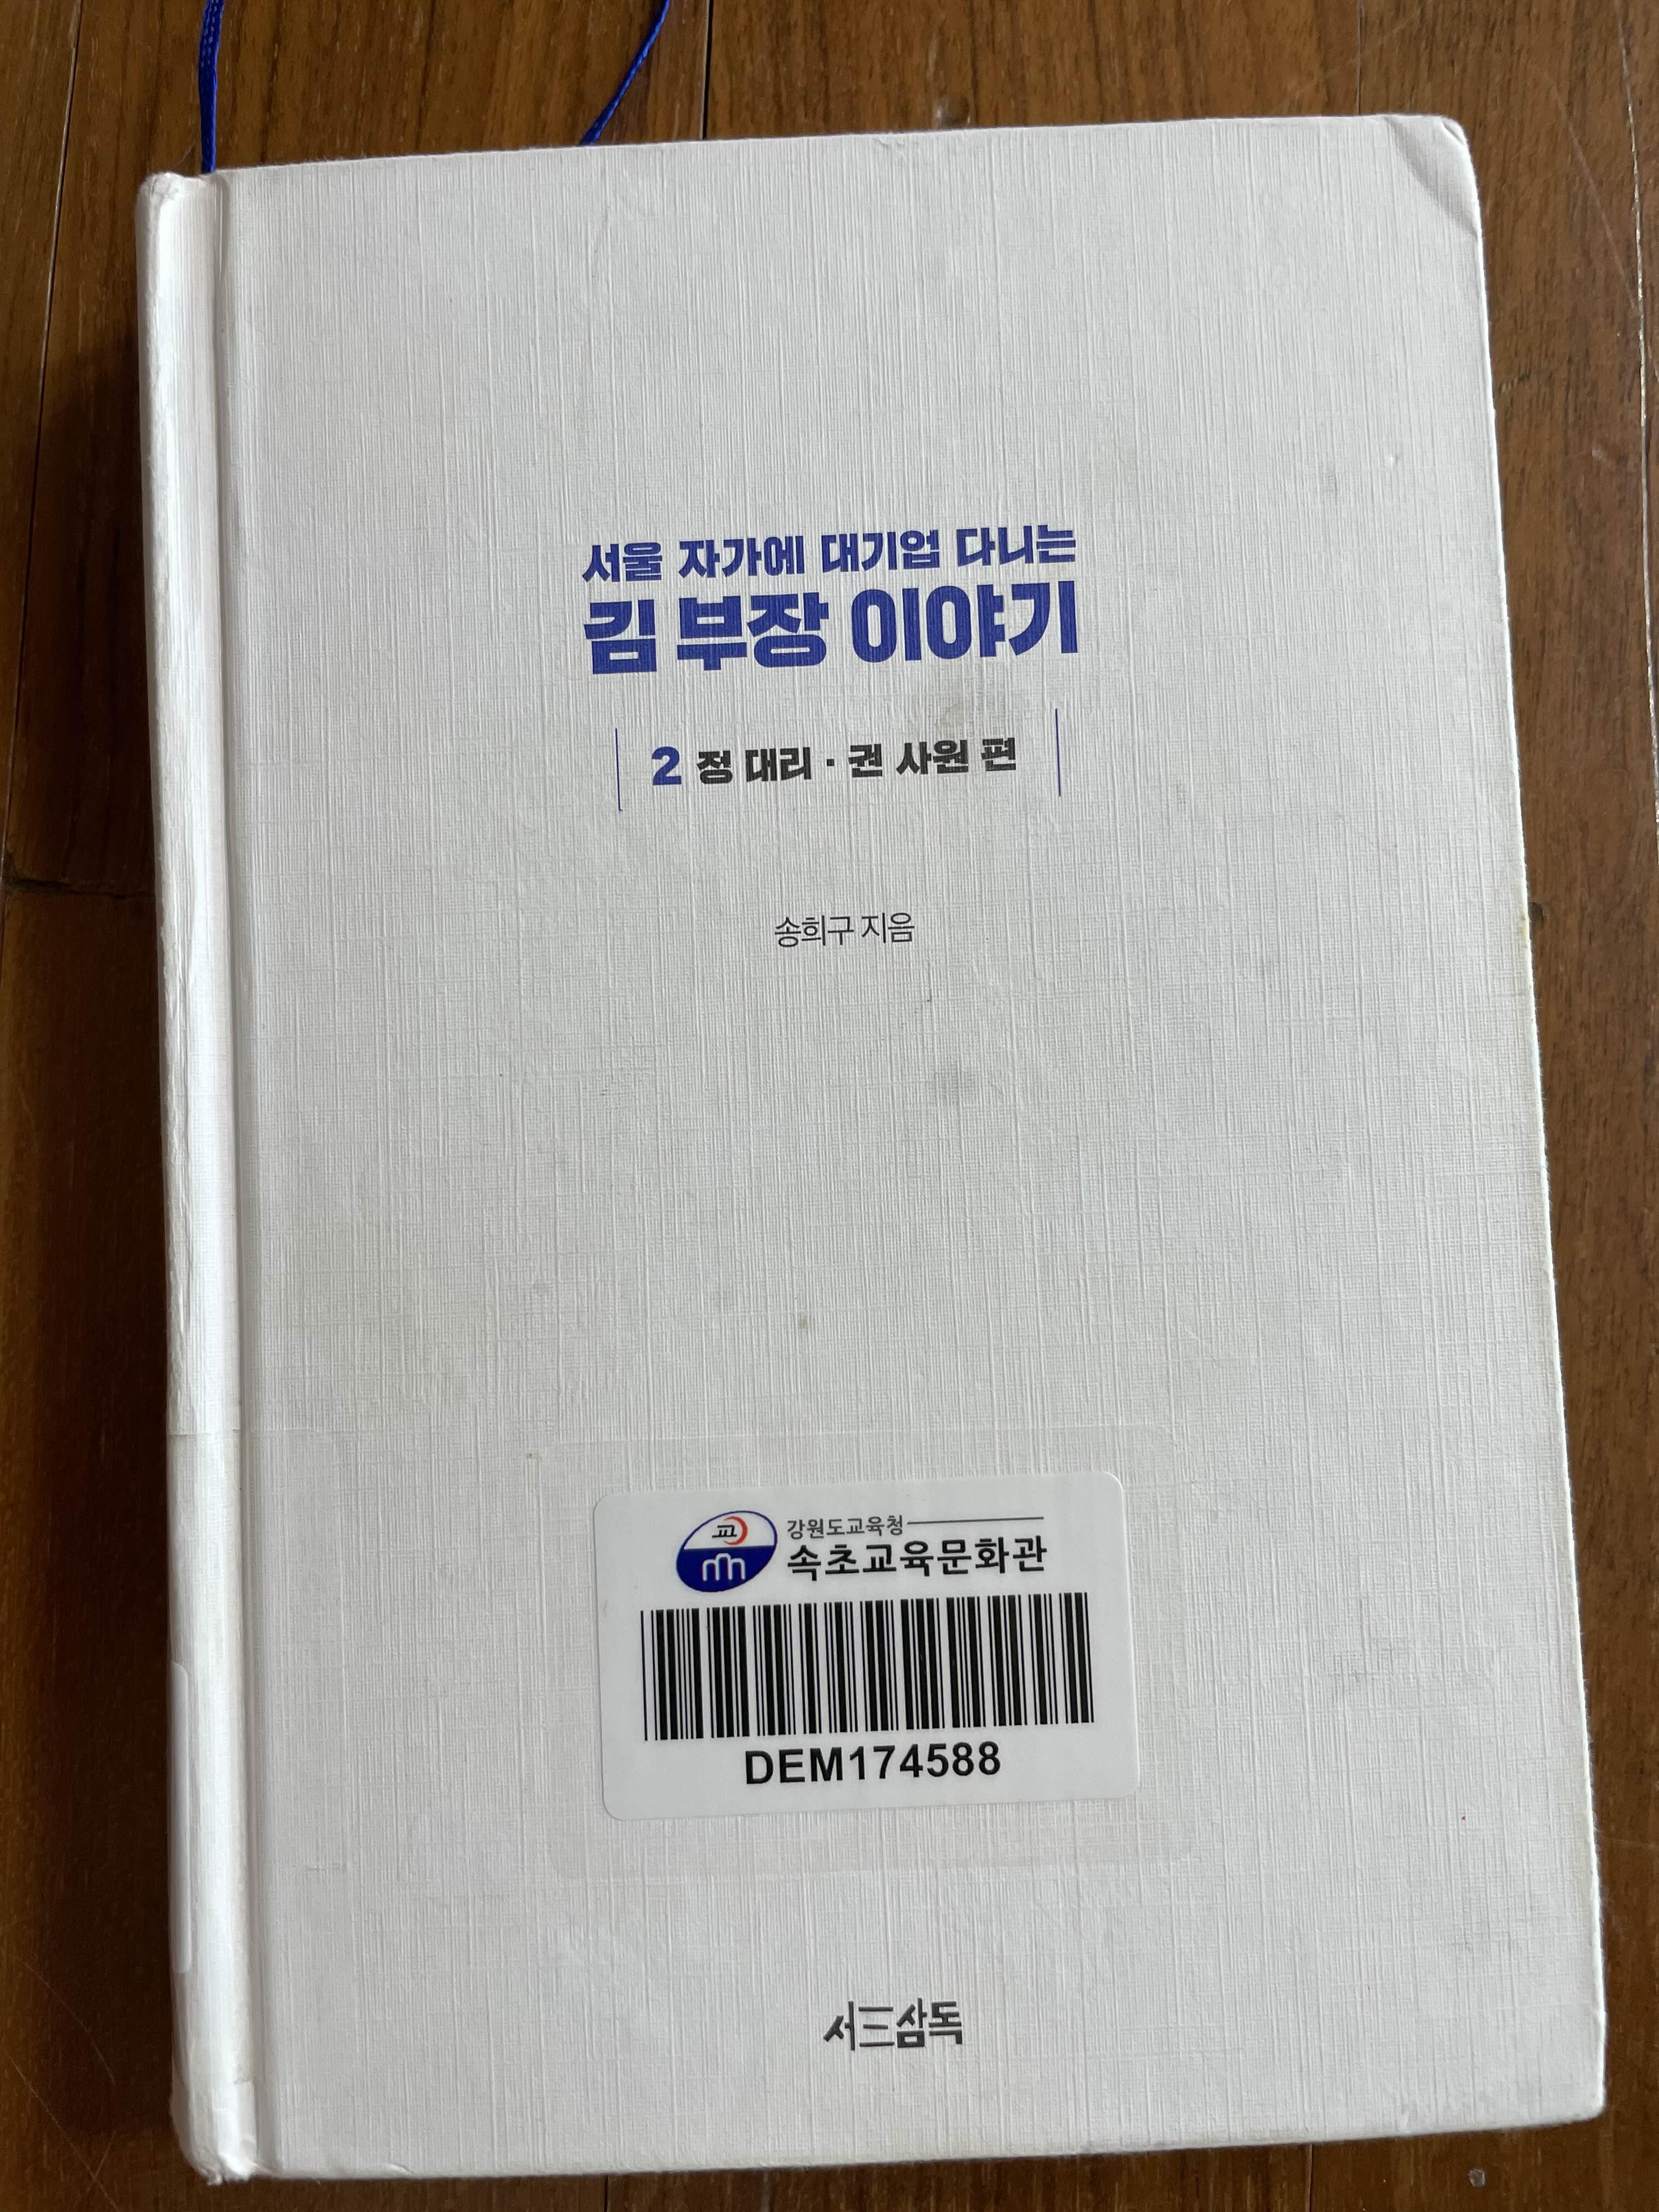 서울 자가에 대기업 다니는
김 부장 이야기
2 정 대리 · 권 사원 편
송희구 지음
교
강원도교육청
속초교육문화관
DEM174588
서三삼독